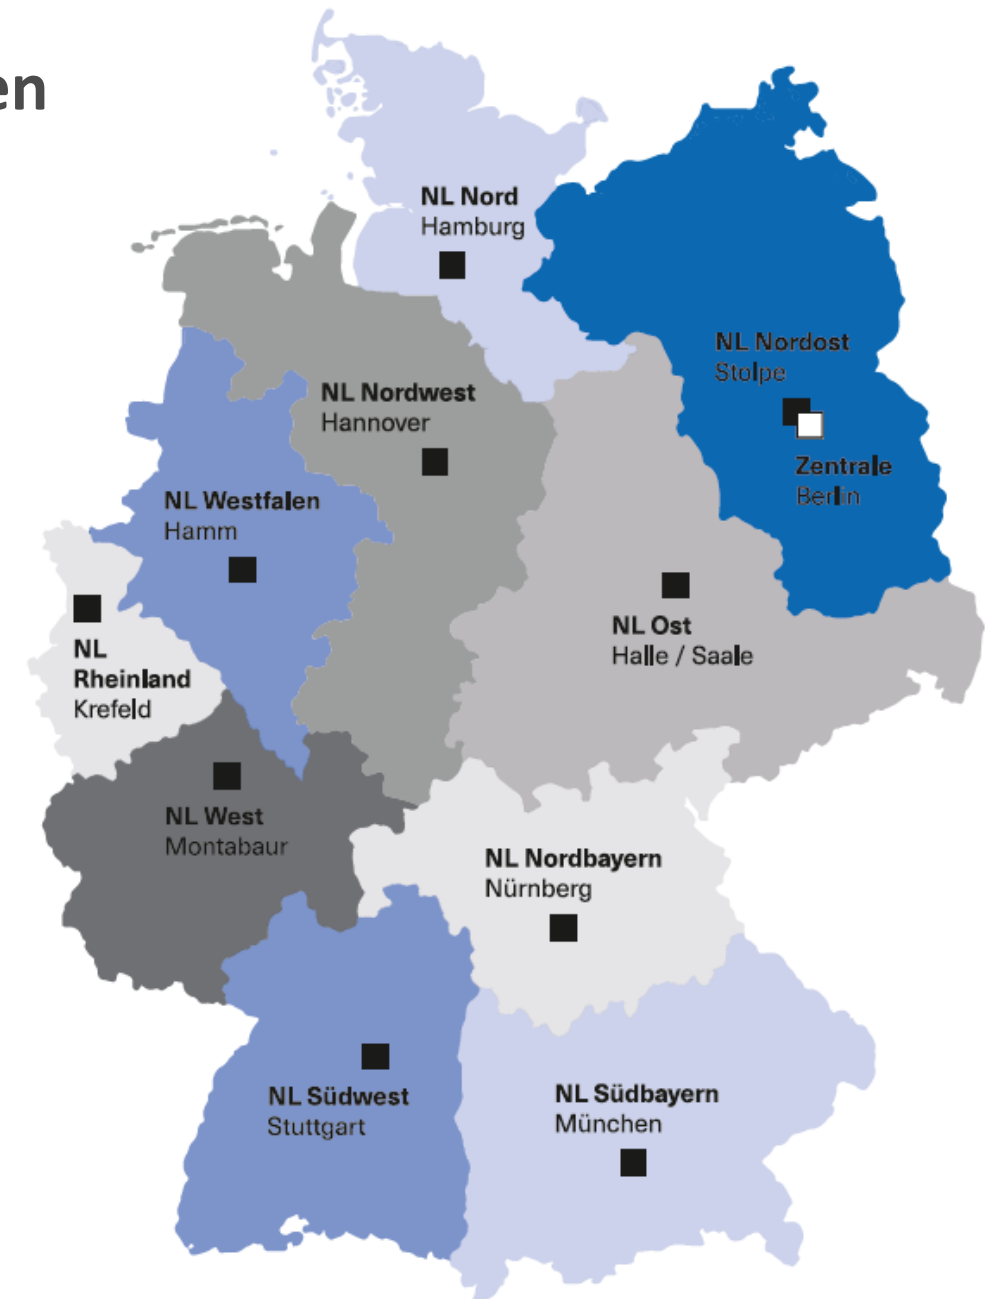 en
NL Nord
Hamburg
NL Nordost
Stolpe
NL Nordwest
Hannover
Zentrale
Berlin
NL Westfalen
Hamm
NL Ost
Halle / Saale
NL
Rheinland
Krefeld
NL West
Montabaur
NL Nordbayern
Nürnberg
NL Südwest
Stuttgart
NL Südbayern
München